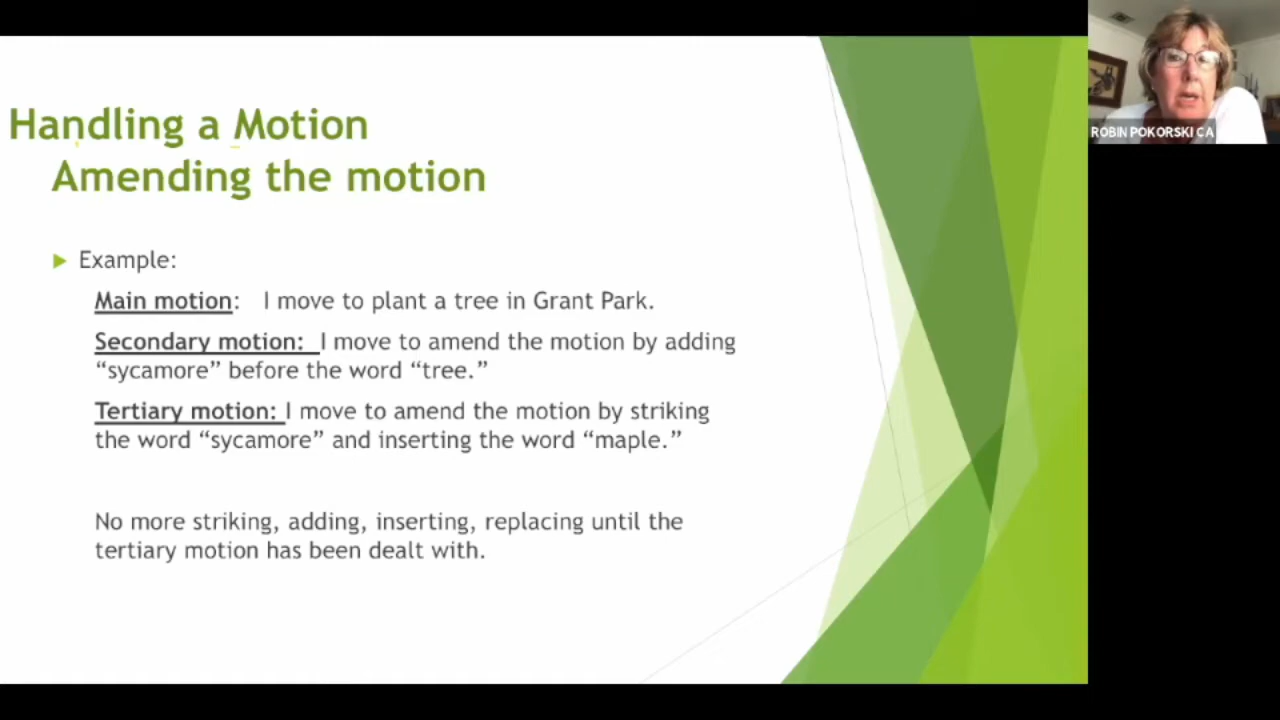 Handling a Motion
Amending the motion
Example:
Main motion: I move to plant a tree in Grant Park.
Secondary motion: I move to amend the motion by adding
“sycamore” before the word “tree.”
Tertiary motion: I move to amend the motion by striking
the word “sycamore” and inserting the word “maple.”
No more striking, adding, inserting, replacing until the
tertiary motion has been dealt with.
ROBIN POKORSKI CA